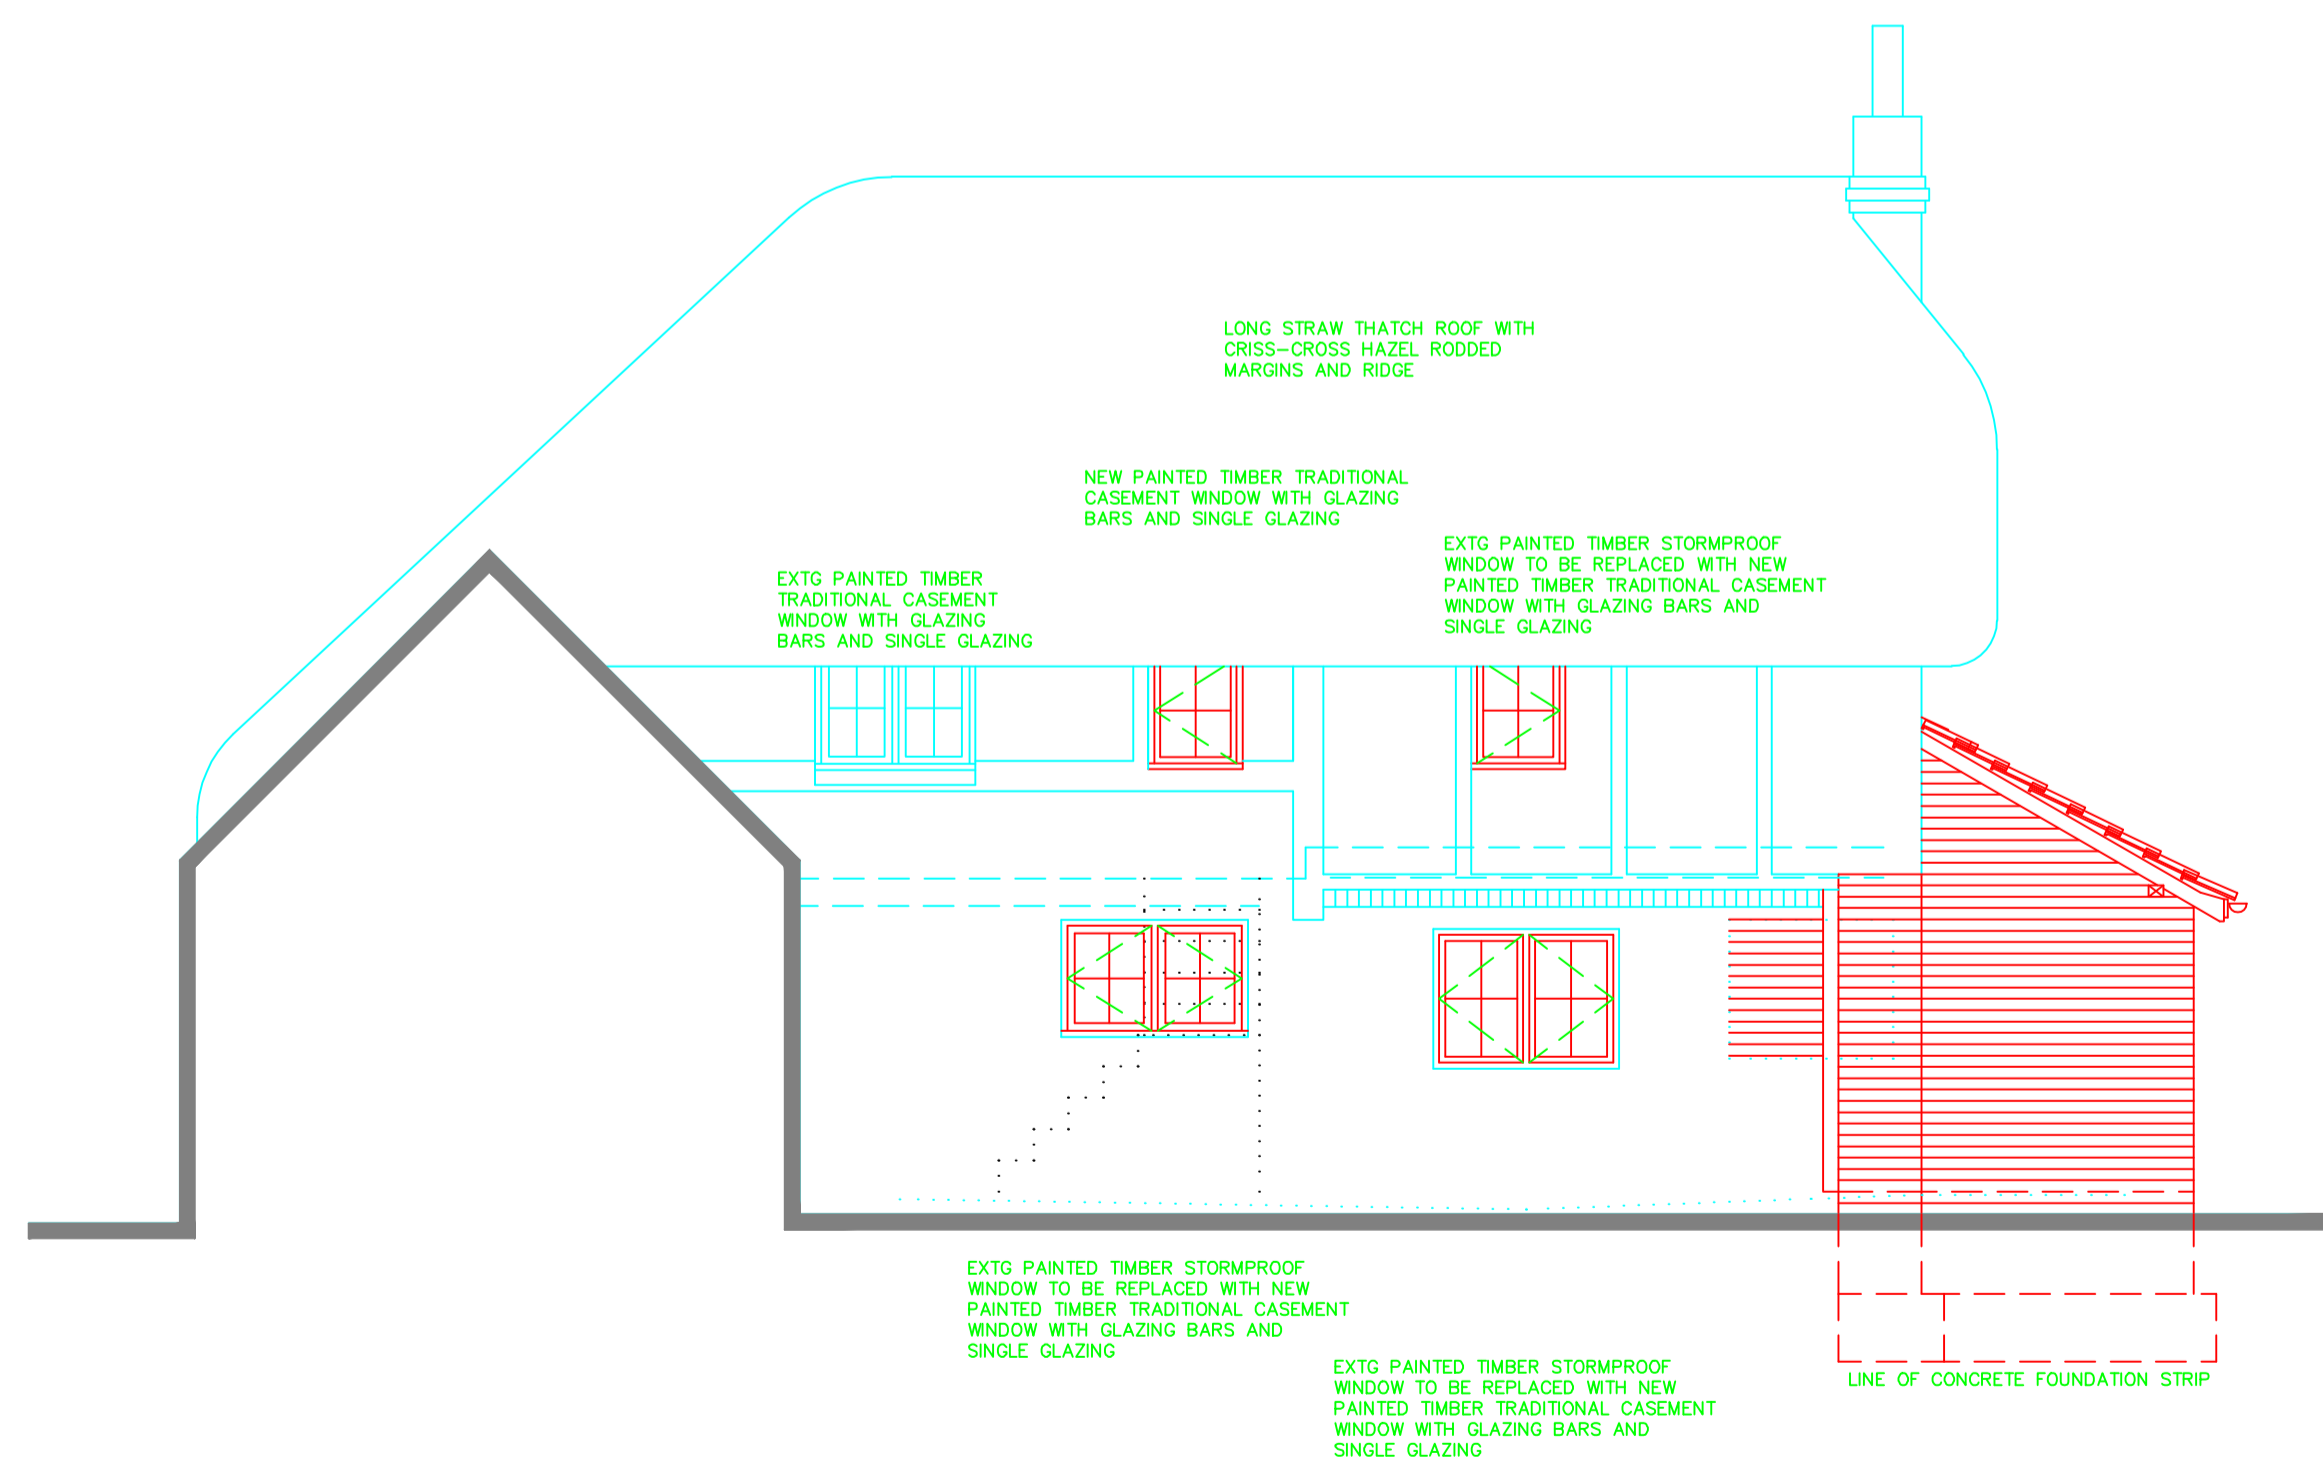 LONG STRAW THATCH ROOF WITH
CRISS-CROSS HAZEL RODDED
MARGINS AND RIDGE
NEW PAINTED TIMBER TRADITIONAL
CASEMENT WINDOW WITH GLAZING
BARS AND SINGLE GLAZING
EXTG PAINTED TIMBER STORMPROOF
WINDOW TO BE REPLACED WITH NEW
PAINTED TIMBER TRADITIONAL CASEMENT
WINDOW WITH GLAZING BARS AND
SINGLE GLAZING
EXTG PAINTED TIMBER
TRADITIONAL CASEMENT
WINDOW WITH GLAZING
BARS AND SINGLE GLAZING
EXTG PAINTED TIMBER STORMPROOF
WINDOW TO BE REPLACED WITH NEW
PAINTED TIMBER TRADITIONAL CASEMENT
WINDOW WITH GLAZING BARS AND
SINGLE GLAZING
EXTG PAINTED TIMBER STORMPROOF
WINDOW TO BE REPLACED WITH NEW
PAINTED TIMBER TRADITIONAL CASEMENT
WINDOW WITH GLAZING BARS AND
SINGLE GLAZING
LINE OF CONCRETE FOUNDATION STRIP